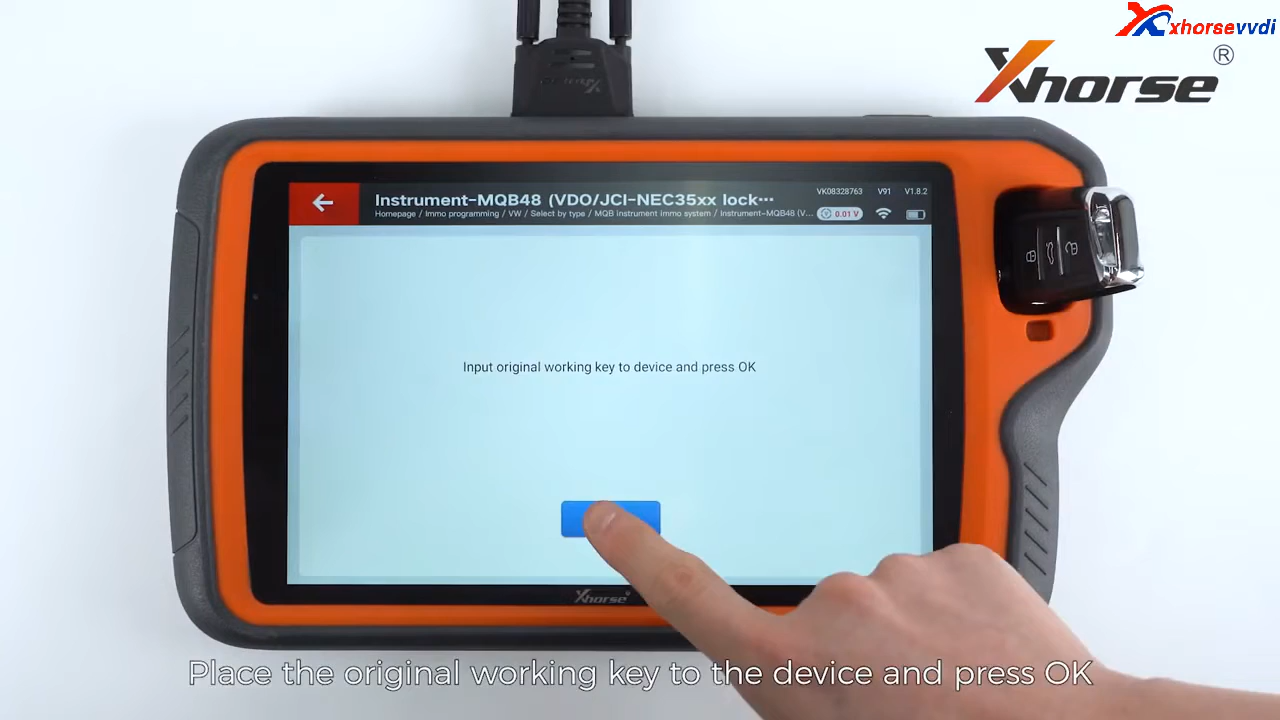 xhorsevvdi
Xhorse®
Instrument-MQB48 (VDO/JCI-NEC35xx lock···
VK08328763 V91 V1.8.2
Homepage / Immo programming / VW / Select by type / MQB instrument immo system / Instrument-MQB48 (V...
0.01 V
Input original working key to device and press OK
Xhorse
Place the original working key to the device and press OK